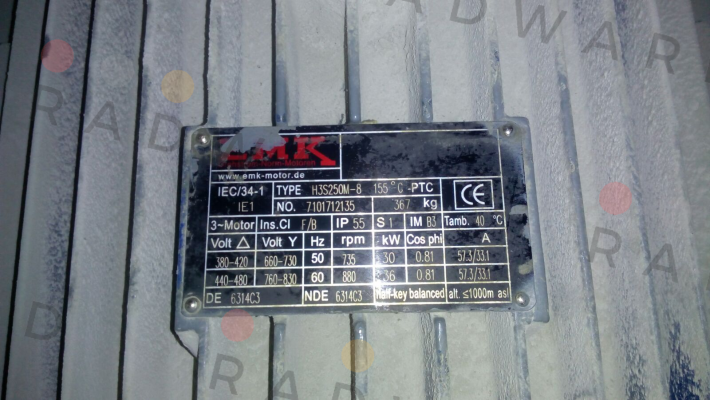 RADWAR
RADWAR
RADWAR
EMK
www.emk-motor.de
IEC/34-1 TYPE H3S250M-8 155°C -PTC
IE1 NO. 7101712135 367 kg CE
3~Motor Ins.Cl F/B IP 55 S 1 IM B3 Tamb. 40 °C
Volt Δ Volt Y Hz rpm kW Cos phi A
380-420 660-730 50 735 30 0.81 57.3/33.1
440-480 760-830 60 880 36 0.81 57.3/33.1
DE 6314C3 NDE 6314C3 Half-key balanced alt. ≤1000m asl